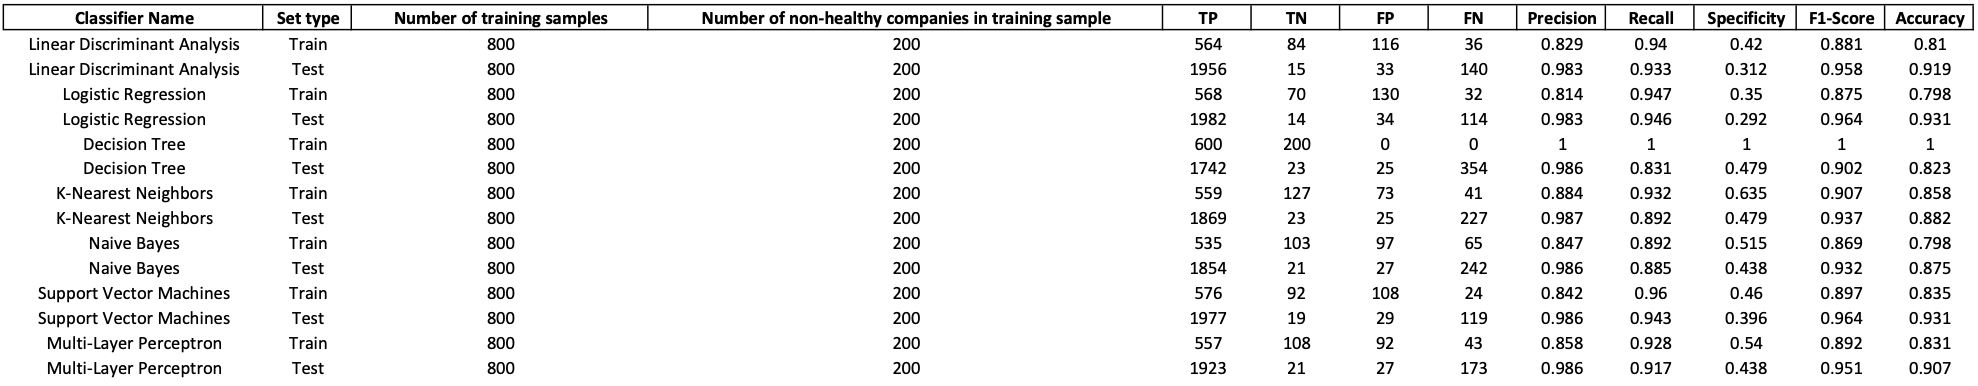 Classifier Name Set type Number of training samples Number of non-healthy companies in training sample TP TN FP FN Precision Recall Specificity F1-Score Accuracy
Linear Discriminant Analysis Train 800 200 564 84 116 36 0.829 0.94 0.42 0.881 0.81
Linear Discriminant Analysis Test 800 200 1956 15 33 140 0.983 0.933 0.312 0.958 0.919
Logistic Regression Train 800 200 568 70 130 32 0.814 0.947 0.35 0.875 0.798
Logistic Regression Test 800 200 1982 14 34 114 0.983 0.946 0.292 0.964 0.931
Decision Tree Train 800 200 600 200 0 0 1 1 1 1 1
Decision Tree Test 800 200 1742 23 25 354 0.986 0.831 0.479 0.902 0.823
K-Nearest Neighbors Train 800 200 559 127 73 41 0.884 0.932 0.635 0.907 0.858
K-Nearest Neighbors Test 800 200 1869 23 25 227 0.987 0.892 0.479 0.937 0.882
Naive Bayes Train 800 200 535 103 97 65 0.847 0.892 0.515 0.869 0.798
Naive Bayes Test 800 200 1854 21 27 242 0.986 0.885 0.438 0.932 0.875
Support Vector Machines Train 800 200 576 92 108 24 0.842 0.96 0.46 0.897 0.835
Support Vector Machines Test 800 200 1977 19 29 119 0.986 0.943 0.396 0.964 0.931
Multi-Layer Perceptron Train 800 200 557 108 92 43 0.858 0.928 0.54 0.892 0.831
Multi-Layer Perceptron Test 800 200 1923 21 27 173 0.986 0.917 0.438 0.951 0.907